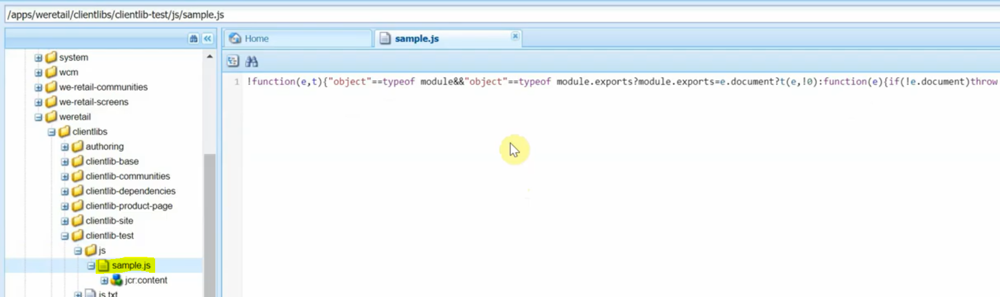 /apps/weretail/clientlibs/clientlib-test/js/sample.js
Home
sample.js
system
wcm
we-retail-communities
we-retail-screens
weretail
clientlibs
authoring
clientlib-base
clientlib-communities
clientlib-dependencies
clientlib-product-page
clientlib-site
clientlib-test
js
sample.js
jcr:content
js.txt
1 !function(e,t){"object"==typeof module&&"object"==typeof module.exports?module.exports=e.document?t(e,!0):function(e){if(!e.document)throw